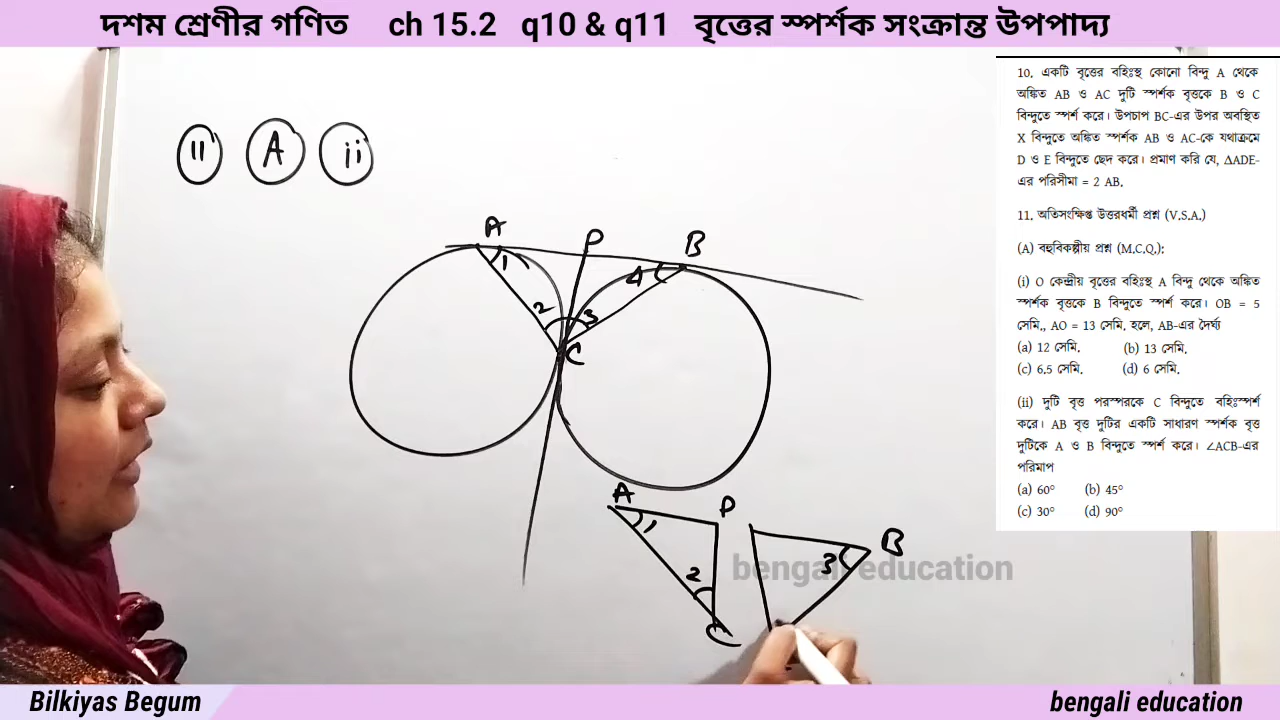 দশম শ্রেণীর গণিত ch 15.2 q10 & q11 বৃত্তের স্পর্শক সংক্রান্ত উপপাদ্য
11 A ii
A P B
1 4
2 3
C
A P
1
2
C
B
3
10. একটি বৃত্তের বহিঃস্থ কোনো বিন্দু A থেকে
অঙ্কিত AB ও AC দুটি স্পর্শক বৃত্তকে B ও C
বিন্দুতে স্পর্শ করে। উপচাপ BC-এর উপর অবস্থিত
X বিন্দুতে অঙ্কিত স্পর্শক AB ও AC-কে যথাক্রমে
D ও E বিন্দুতে ছেদ করে। প্রমাণ করি যে, ΔADE-
এর পরিসীমা = 2 AB.
11. অতিসংক্ষিপ্ত উত্তরধর্মী প্রশ্ন (V.S.A.)
(A) বহুবিকল্পীয় প্রশ্ন (M.C.Q.);
(i) O কেন্দ্রীয় বৃত্তের বহিঃস্থ A বিন্দু থেকে অঙ্কিত
স্পর্শক বৃত্তকে B বিন্দুতে স্পর্শ করে। OB = 5
সেমি., AO = 13 সেমি. হলে, AB-এর দৈর্ঘ্য
(a) 12 সেমি. (b) 13 সেমি.
(c) 6.5 সেমি. (d) 6 সেমি.
(ii) দুটি বৃত্ত পরস্পরকে C বিন্দুতে বহিঃস্পর্শ
করে। AB বৃত্ত দুটির একটি সাধারণ স্পর্শক বৃত্ত
দুটিকে A ও B বিন্দুতে স্পর্শ করে। ∠ACB-এর
পরিমাপ
(a) 60° (b) 45°
(c) 30° (d) 90°
bengali education
Bilkiyas Begum bengali education